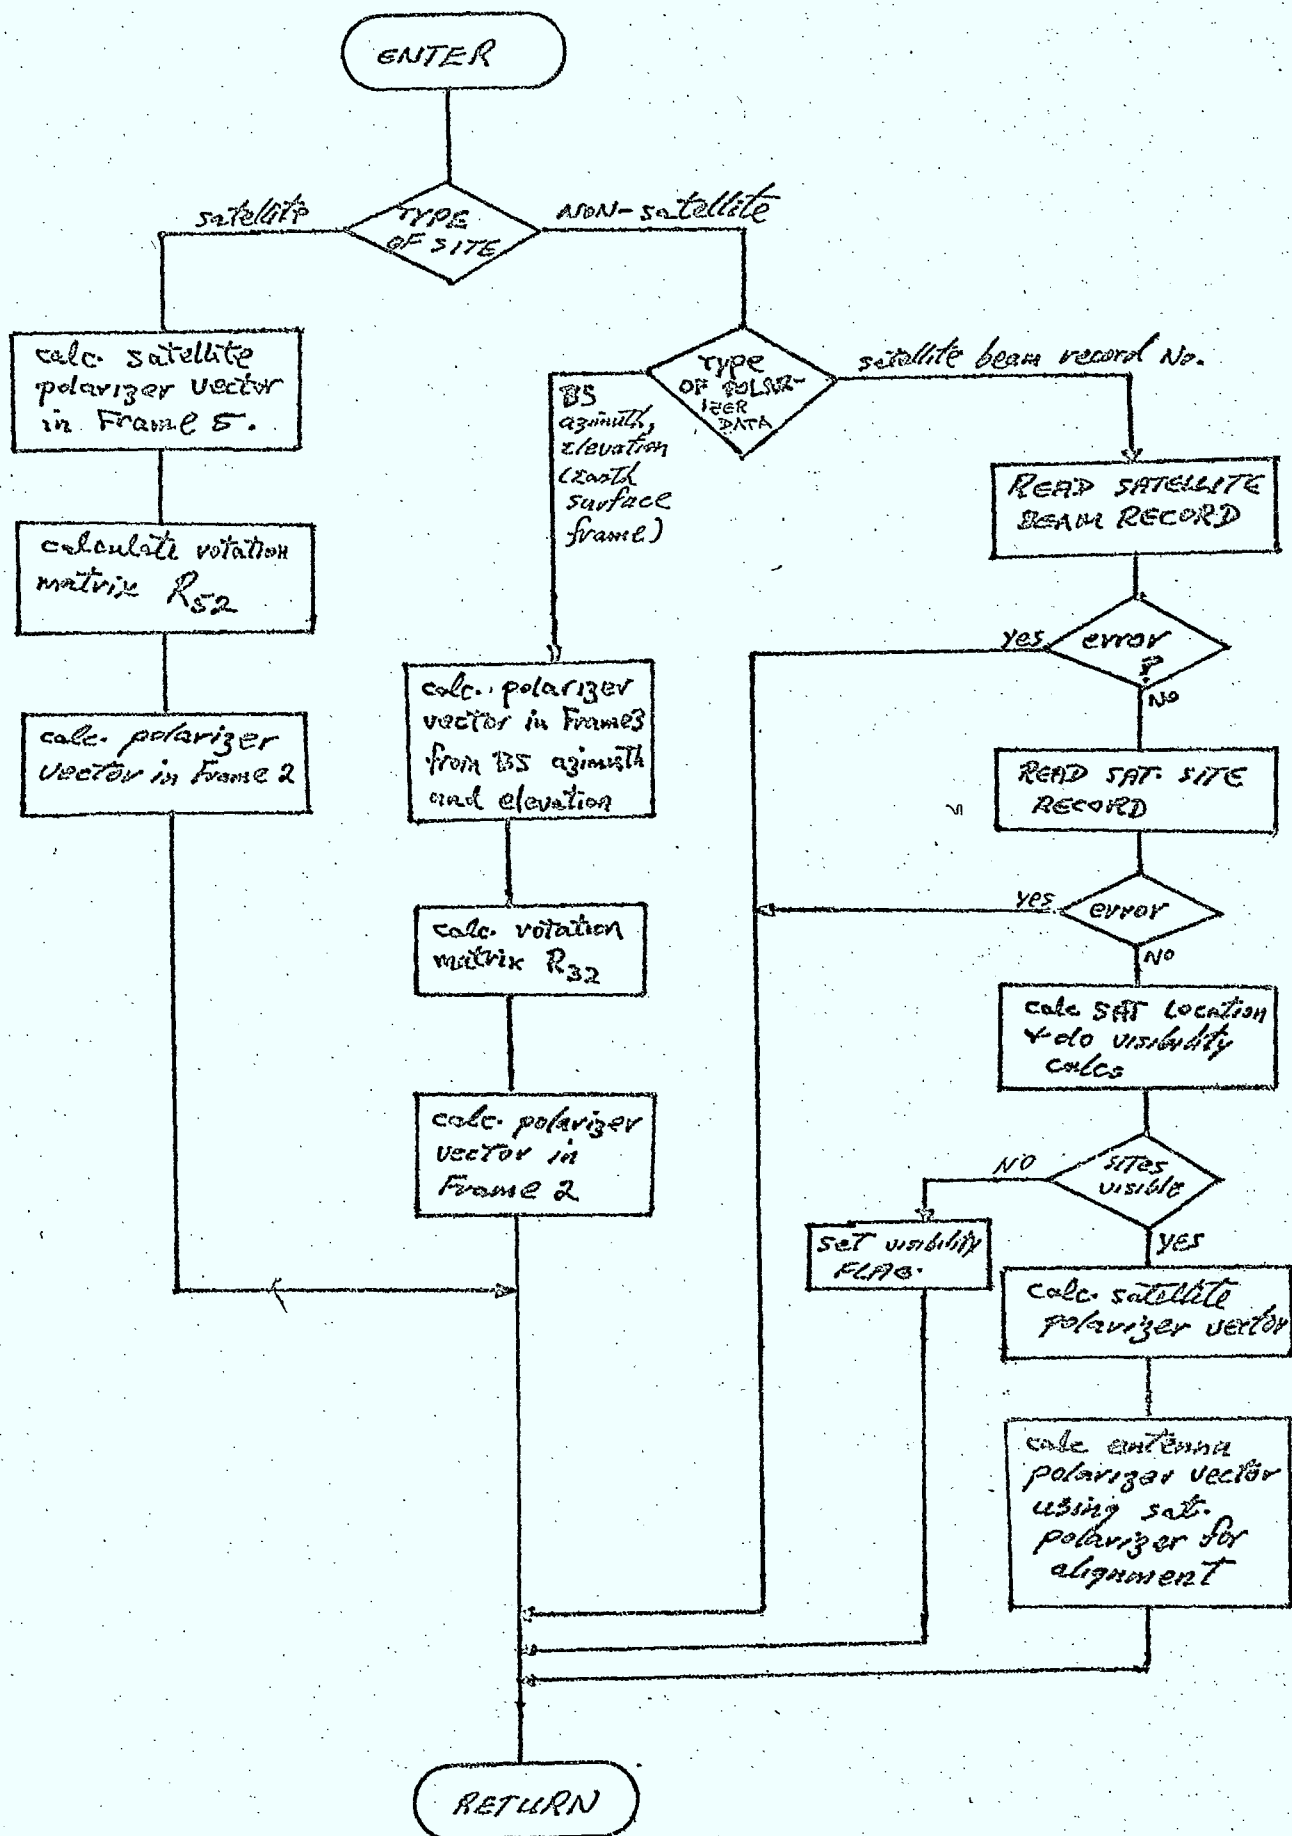 ENTER
TYPE
OF SITE
satellite
NON-satellite
calc. satellite
polarizer vector
in Frame 5.
calculate rotation
matrix R52
calc. polarizer
vector in Frame 2
Type
OF POLAR-
IZER
DATA
BS
azimuth,
elevation
(earth
surface
frame)
satellite beam record No.
calc. polarizer
vector in Frame3
from BS azimuth
and elevation
calc. rotation
matrix R32
calc. polarizer
vector in
Frame 2
READ SATELLITE
BEAM RECORD
error
?
yes
NO
READ SAT. SITE
RECORD
error
yes
NO
calc SAT LOCATION
+ do visibility
calcs
SITES
visible
NO
yes
SET visibility
FLAG.
calc. satellite
polarizer vector
calc antenna
polarizer vector
using sat.
polarizer for
alignment
RETURN